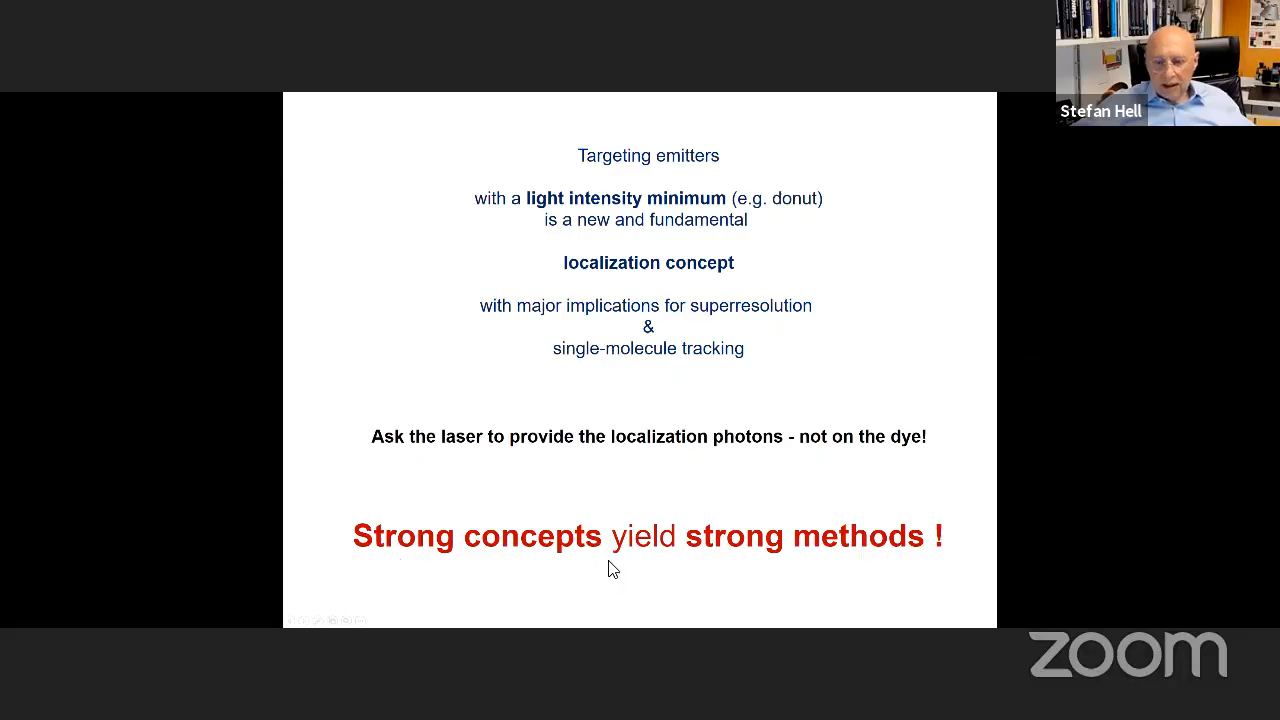 Stefan Hell
Targeting emitters
with a light intensity minimum (e.g. donut)
is a new and fundamental
localization concept
with major implications for superresolution
&
single-molecule tracking
Ask the laser to provide the localization photons - not on the dye!
Strong concepts yield strong methods !
zoom